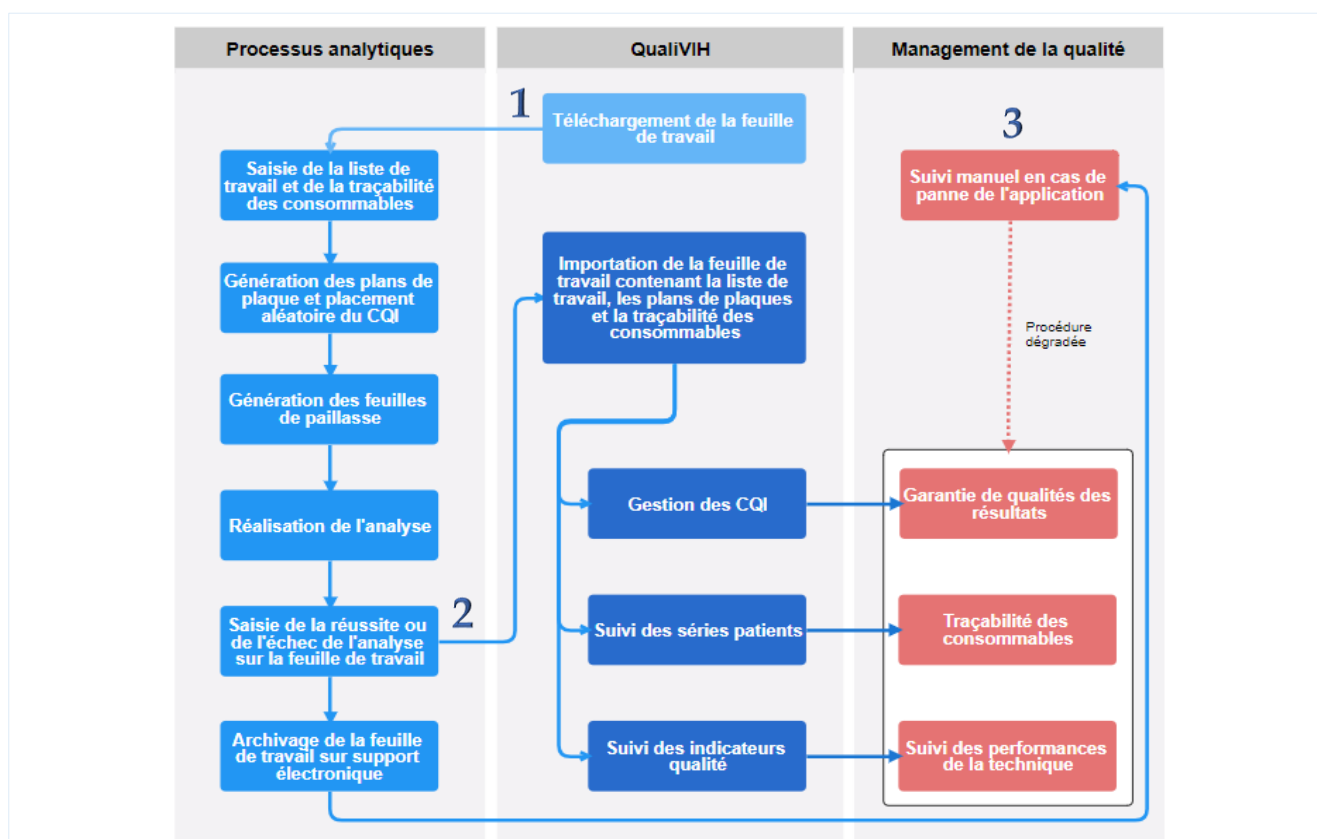 Processus analytiques
QualiVIH
Management de la qualité
1
Téléchargement de la feuille
de travail
3
Saisie de la liste de
travail et de la traçabilité
des consommables
Suivi manuel en cas de
panne de l'application
Génération des plans de
plaque et placement
aléatoire du CQI
Importation de la feuille de
travail contenant la liste de
travail, les plans de plaques
et la traçabilité des
consommables
Procédure
dégradée
Génération des feuilles
de paillasse
Réalisation de l'analyse
Gestion des CQI
Garantie de qualités des
résultats
Saisie de la réussite ou
de l'échec de l'analyse
sur la feuille de travail
2
Suivi des séries patients
Traçabilité des
consommables
Archivage de la feuille
de travail sur support
électronique
Suivi des indicateurs
qualité
Suivi des performances
de la technique